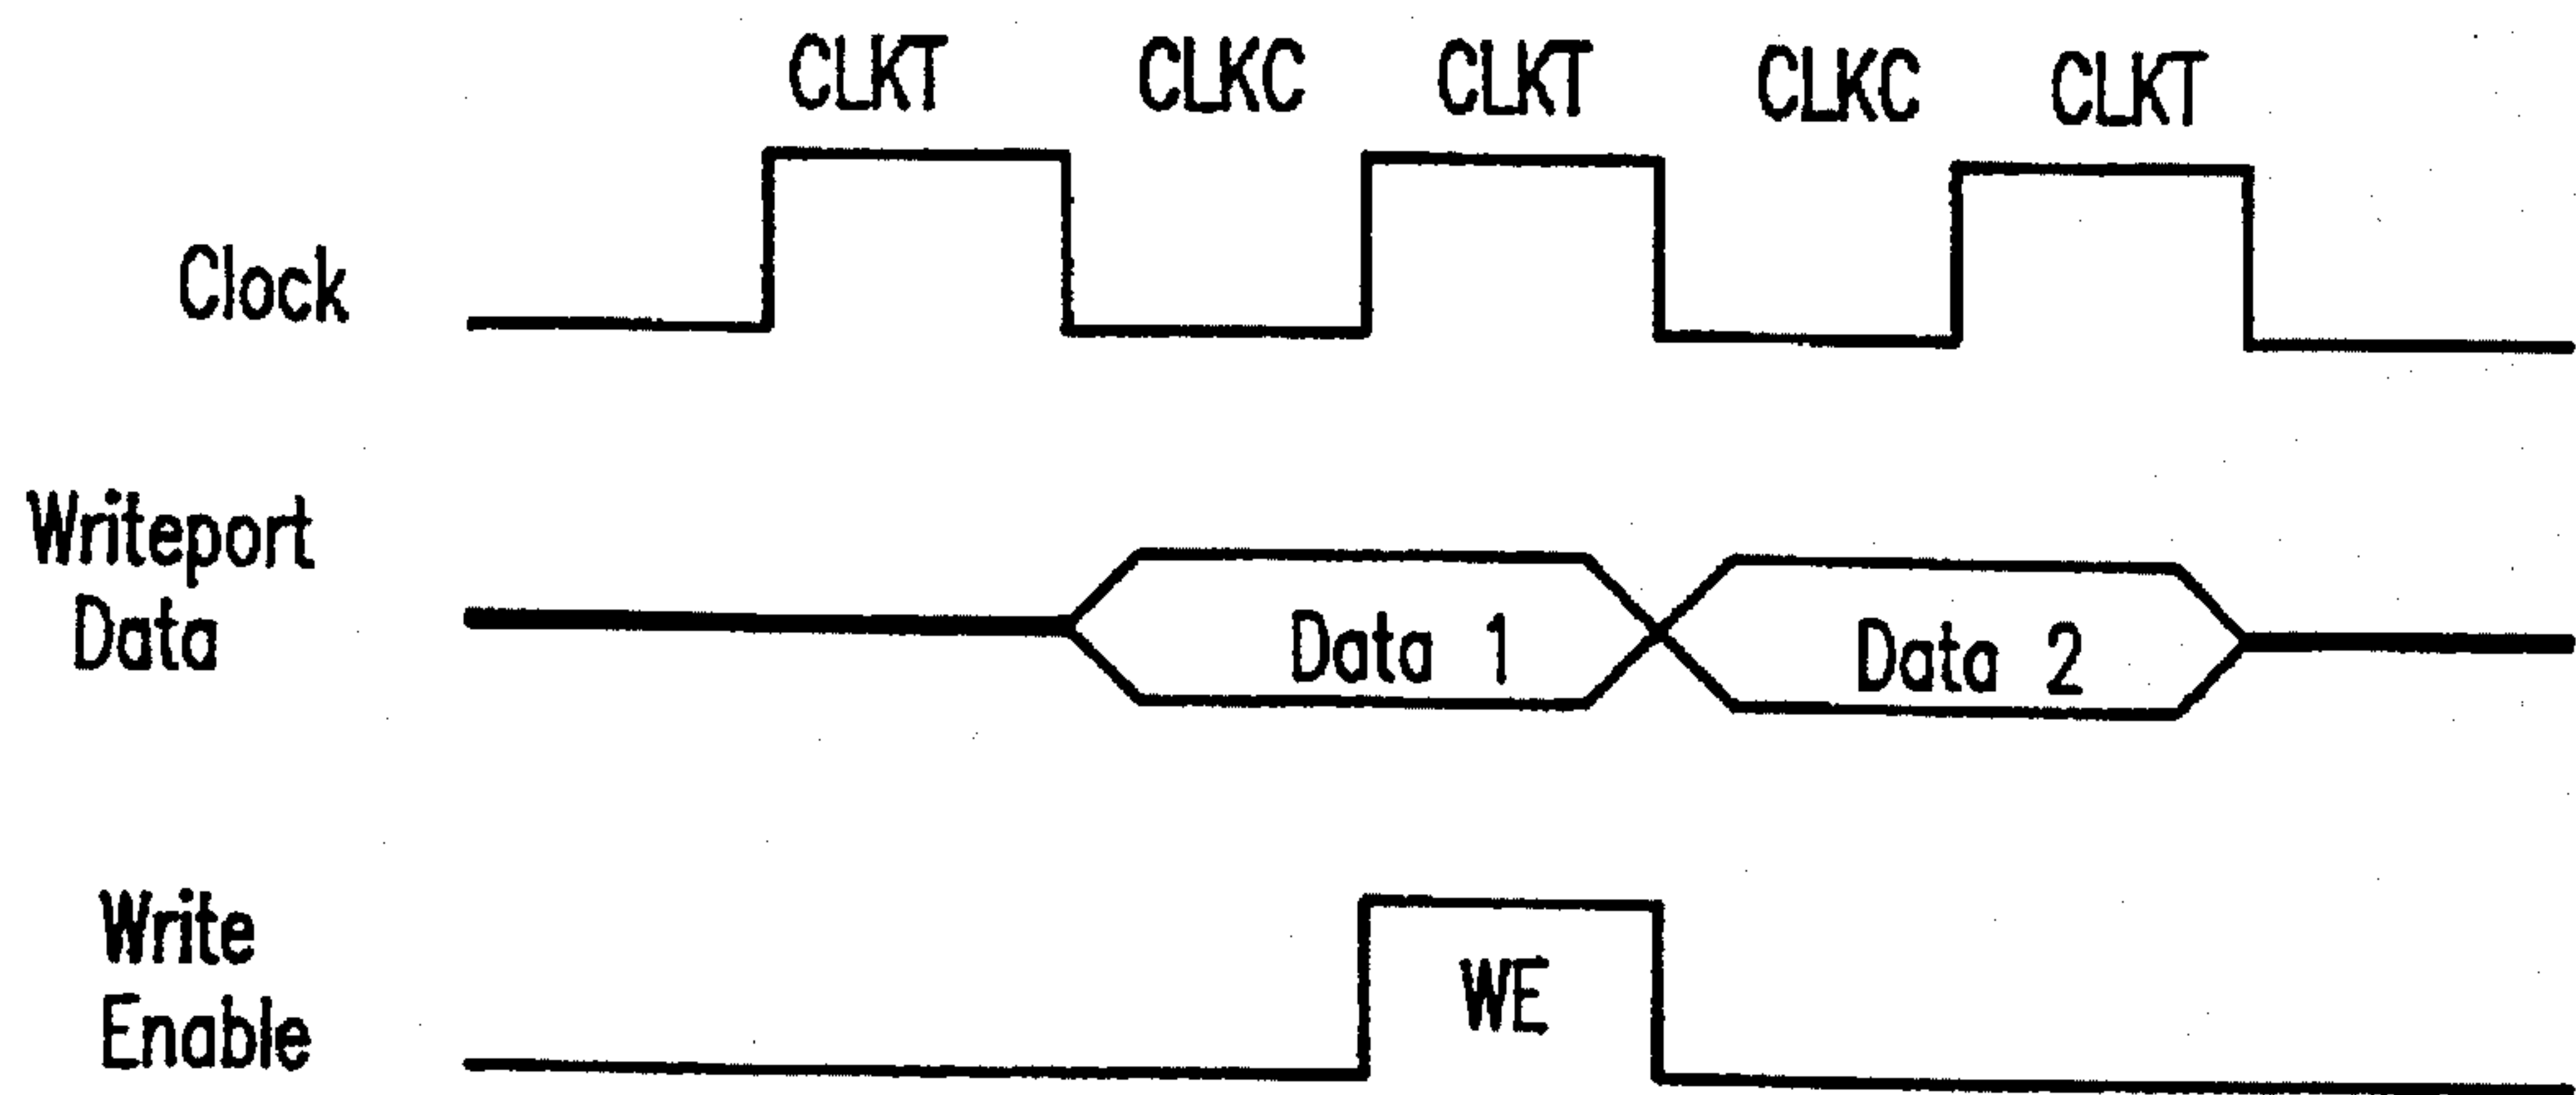 CLKT CLKC CLKT CLKC CLKT
Clock
Writeport
Data
Data 1 Data 2
Write
Enable
WE